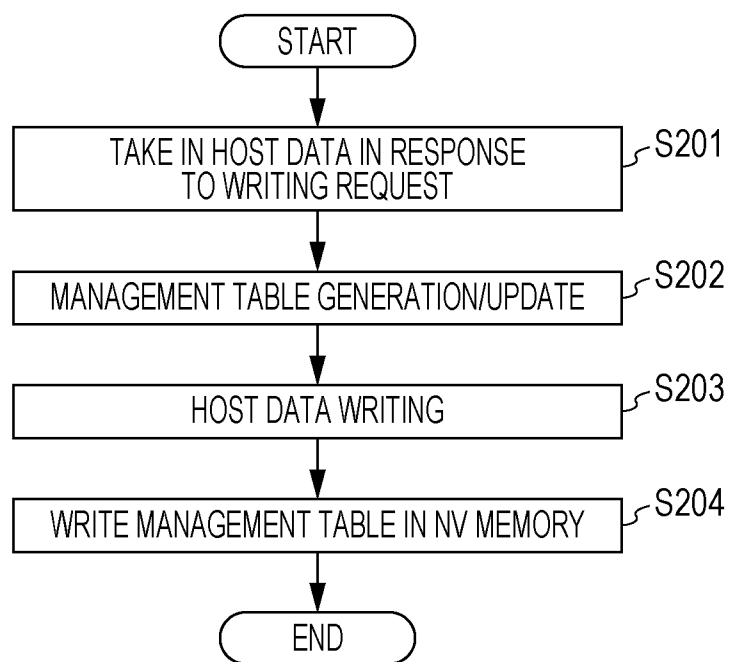 START
TAKE IN HOST DATA IN RESPONSE
TO WRITING REQUEST
S201
MANAGEMENT TABLE GENERATION/UPDATE
S202
HOST DATA WRITING
S203
WRITE MANAGEMENT TABLE IN NV MEMORY
S204
END